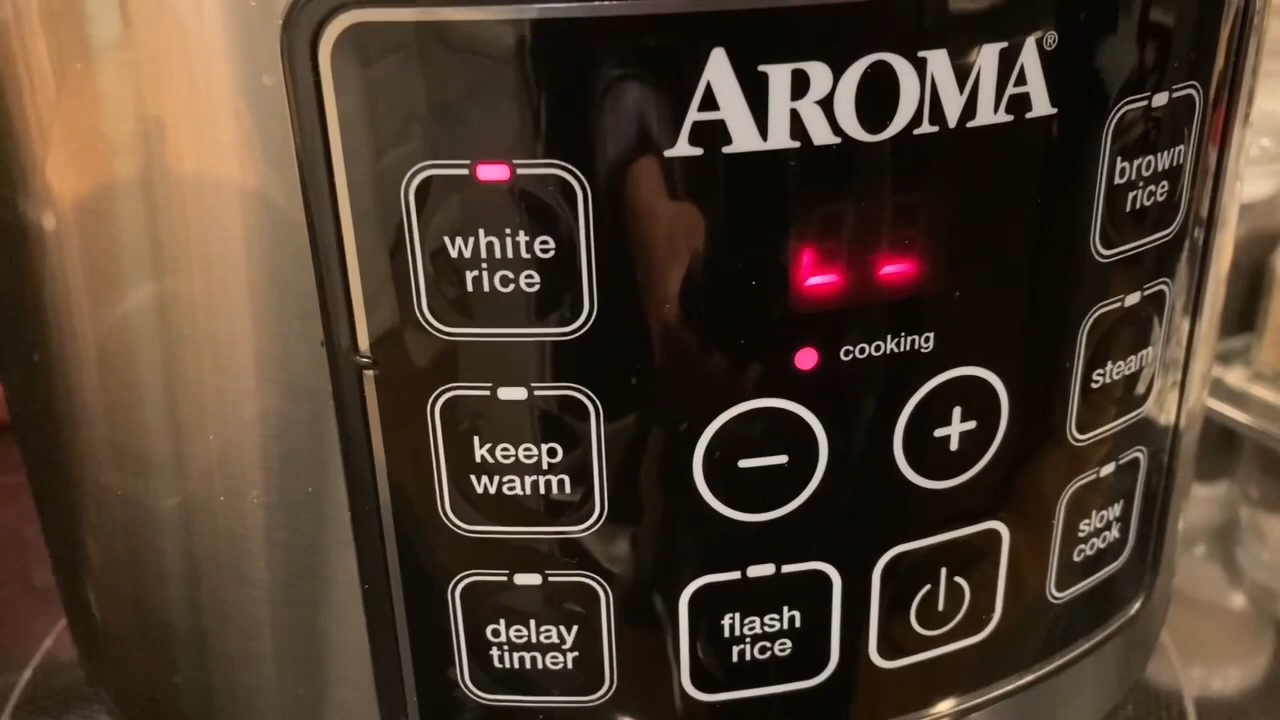 AROMA®
white
rice
brown
rice
cooking
steam
keep
warm
slow
cook
delay
timer
flash
rice